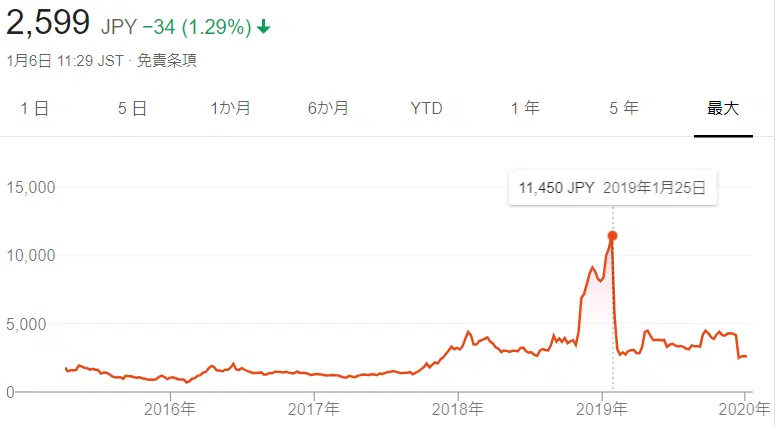 2,599 JPY −34 (1.29%)
1月6日 11:29 JST · 免責条項
1 日 5 日 1か月 6か月 YTD 1 年 5 年 最大
11,450 JPY 2019年1月25日
15,000
10,000
5,000
0
2016年 2017年 2018年 2019年 2020年